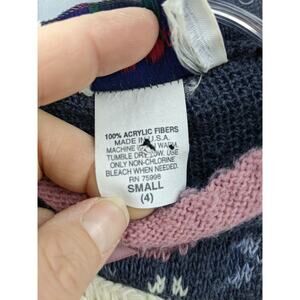 100% ACRYLIC FIBERS
MADE IN U.S.A.
MACHINE WARM
TUMBLE DRY LOW. USE
ONLY NON-CHLORINE
BLEACH WHEN NEEDED.
RN 75998
SMALL
(4)